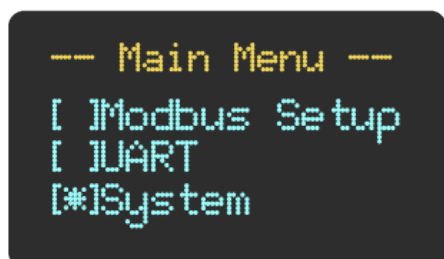 -- Main Menu --
[ ]Modbus Setup
[ ]UART
[*]System